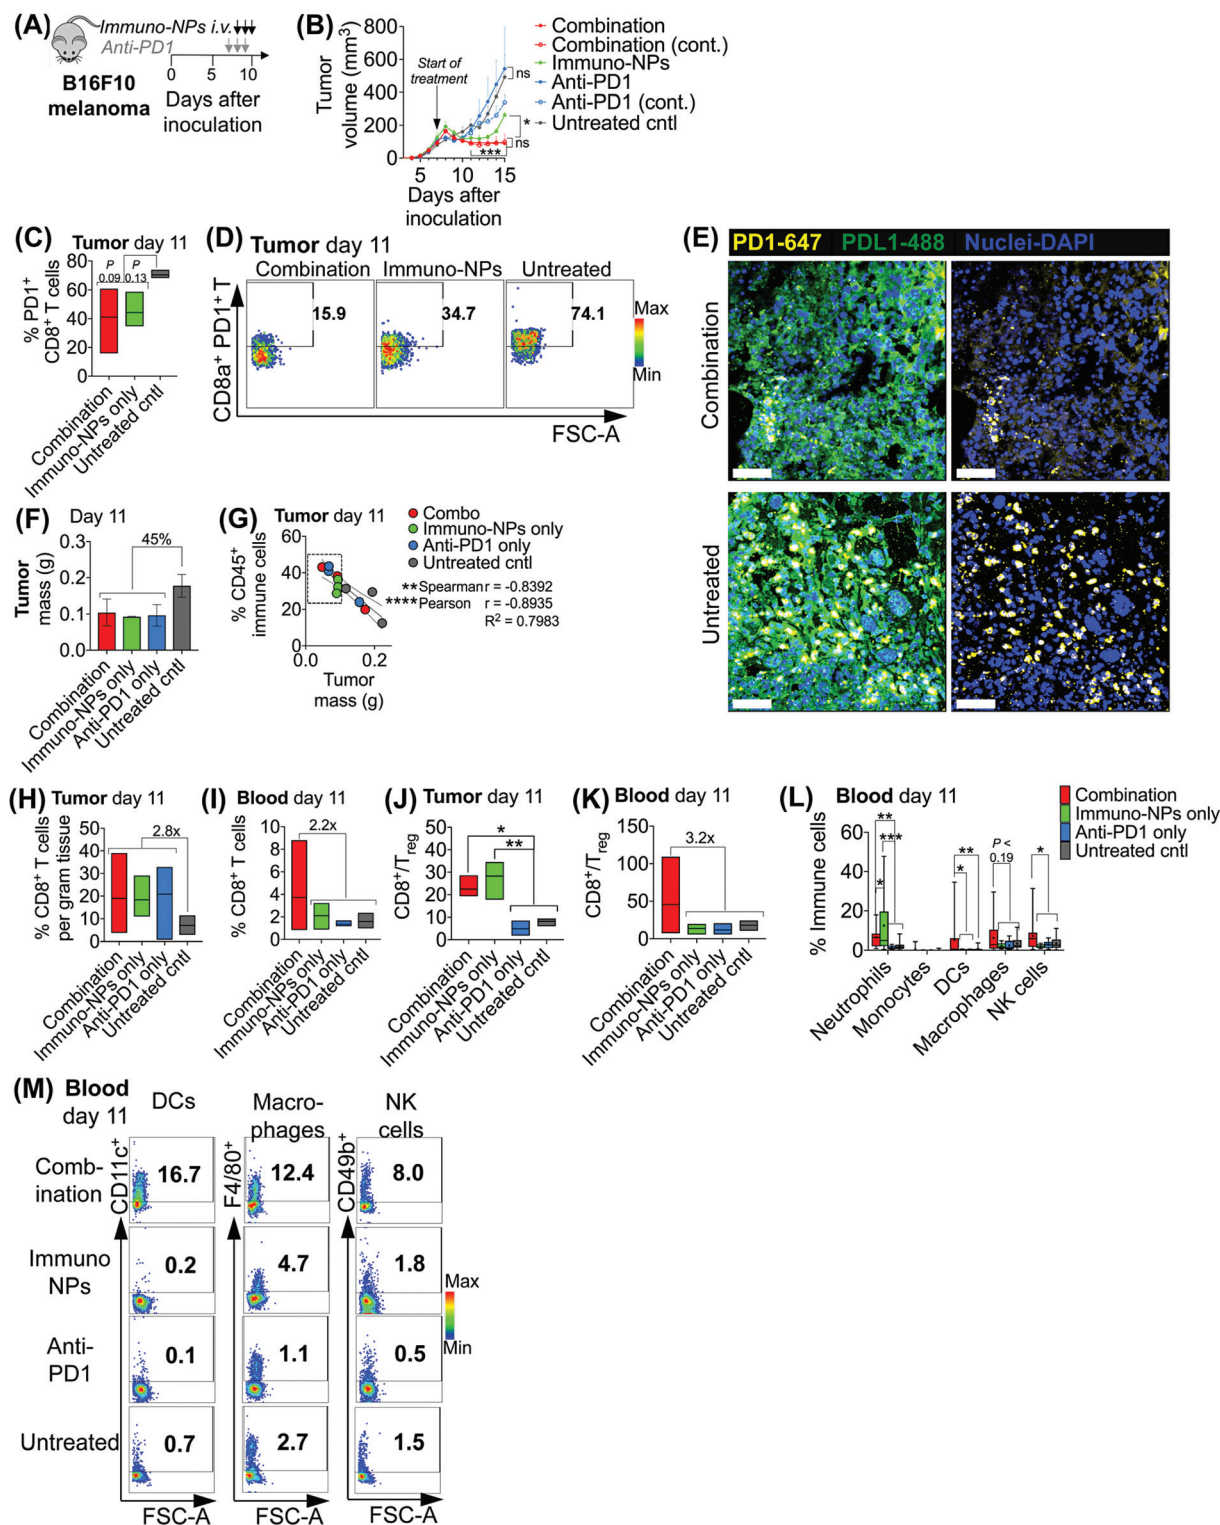 (A)
Immuno-NPs i.v.
Anti-PD1
B16F10
melanoma
0 5 10
Days after
inoculation
(B)
Tumor
volume (mm³)
800
600
400
200
0
Start of
treatment
5 10 15
Days after
inoculation
ns
*
ns
***
Combination
Combination (cont.)
Immuno-NPs
Anti-PD1
Anti-PD1 (cont.)
Untreated cntl
(C)
Tumor day 11
% PD1⁺
CD8⁺ T cells
80
60
40
20
0
P P
0.09 0.13
Combination
Immuno-NPs only
Untreated cntl
(D) Tumor day 11
Combination Immuno-NPs Untreated
15.9 34.7 74.1
CD8a⁺ PD1⁺ T
FSC-A
Max
Min
(E)
PD1-647 PDL1-488 Nuclei-DAPI
Combination
Untreated
(F) Day 11
Tumor
mass (g)
0.3
0.2
0.1
0.0
45%
Combination
Immuno-NPs only
Anti-PD1 only
Untreated cntl
(G) Tumor day 11
% CD45⁺
immune cells
60
40
20
0
0.0 0.2
Tumor
mass (g)
Combo
Immuno-NPs only
Anti-PD1 only
Untreated cntl
**Spearman r = -0.8392
****Pearson r = -0.8935
R² = 0.7983
(H) Tumor day 11
% CD8⁺ T cells
per gram tissue
50
40
30
20
10
0
2.8x
Combination
Immuno-NPs only
Anti-PD1 only
Untreated cntl
(I) Blood day 11
% CD8⁺ T cells
10
8
6
4
2
0
2.2x
Combination
Immuno-NPs only
Anti-PD1 only
Untreated cntl
(J) Tumor day 11
CD8⁺/Treg
50
40
30
20
10
0
*
**
Combination
Immuno-NPs only
Anti-PD1 only
Untreated cntl
(K) Blood day 11
CD8⁺/Treg
150
100
50
0
3.2x
Combination
Immuno-NPs only
Anti-PD1 only
Untreated cntl
(L) Blood day 11
% Immune cells
60
40
20
0
**
***
*
**
*
P <
0.19
*
Neutrophils
Monocytes
DCs
Macrophages
NK cells
Combination
Immuno-NPs only
Anti-PD1 only
Untreated cntl
(M) Blood
day 11
DCs
Macro-
phages
NK
cells
CD11c⁺
F4/80⁺
CD49b⁺
Comb-
ination
16.7 12.4 8.0
Immuno
NPs
0.2 4.7 1.8
Anti-
PD1
0.1 1.1 0.5
Untreated
0.7 2.7 1.5
Max
Min
FSC-A FSC-A FSC-A